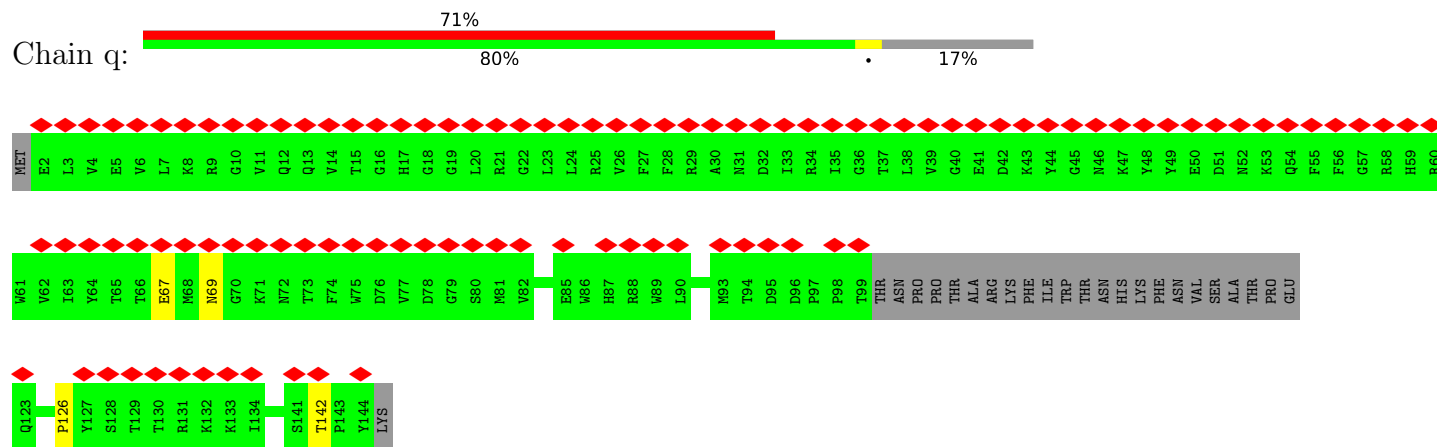 71%
Chain q:
80% • 17%
MET E2 L3 V4 E5 V6 L7 K8 R9 G10 V11 Q12 Q13 V14 T15 G16 H17 G18 G19 L20 R21 G22 L23 L24 R25 V26 F27 F28 R29 A30 N31 D32 I33 R34 I35 G36 T37 L38 V39 G40 E41 D42 K43 Y44 G45 N46 K47 Y48 Y49 E50 D51 N52 K53 Q54 F55 F56 G57 R58 H59 R60
W61 V62 I63 Y64 T65 T66 E67 M68 N69 G70 K71 N72 T73 F74 W75 D76 V77 D78 G79 S80 M81 V82 E85 W86 H87 R88 W89 L90 M93 T94 D95 D96 P97 P98 T99 THR ASN PRO PRO THR ALA ARG LYS PHE ILE TRP THR ASN HIS LYS PHE ASN VAL SER ALA THR PRO GLU
Q123 P126 Y127 S128 T129 T130 R131 K132 K133 I134 S141 T142 P143 Y144 LYS